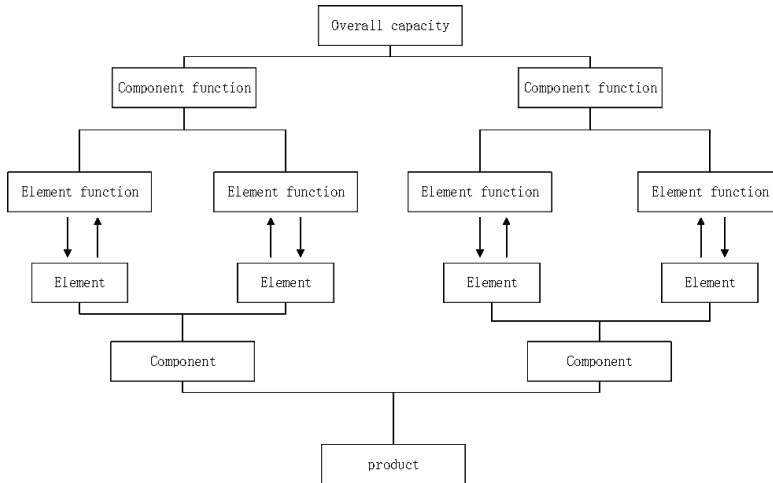 Overall capacity
Component function
Component function
Element function
Element function
Element function
Element function
Element
Element
Element
Element
Component
Component
product